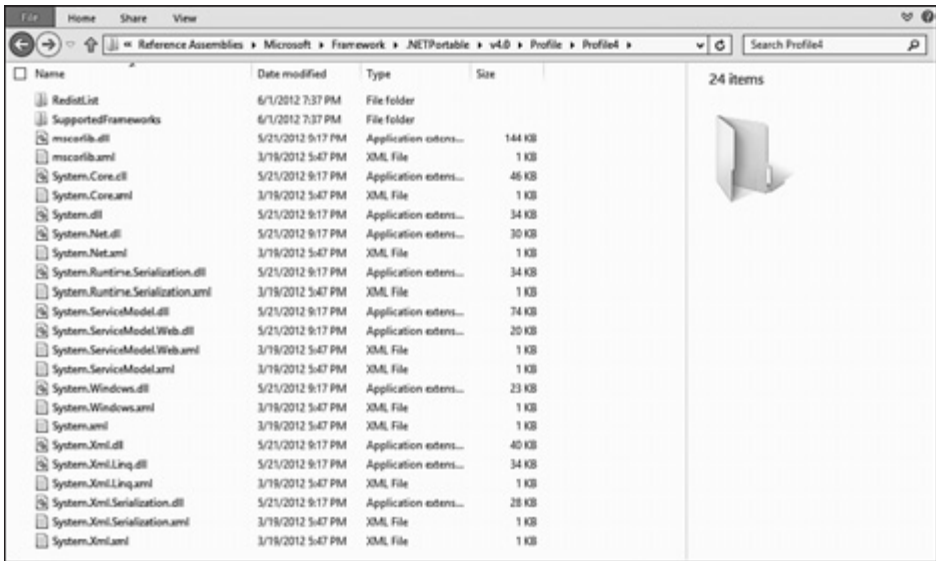 File Home Share View
« Reference Assemblies Microsoft Framework .NETPortable v4.0 Profile Profile4 Search Profile4
Name Date modified Type Size
24 items
RedistList 6/1/2012 7:37 PM File folder
SupportedFrameworks 6/1/2012 7:37 PM File folder
mscorlib.dll 5/21/2012 9:17 PM Application extens... 144 KB
mscorlib.xml 3/19/2012 5:47 PM XML File 1 KB
System.Core.dll 5/21/2012 9:17 PM Application extens... 46 KB
System.Core.xml 3/19/2012 5:47 PM XML File 1 KB
System.dll 5/21/2012 9:17 PM Application extens... 34 KB
System.Net.dll 5/21/2012 9:17 PM Application extens... 30 KB
System.Net.xml 3/19/2012 5:47 PM XML File 1 KB
System.Runtime.Serialization.dll 5/21/2012 9:17 PM Application extens... 34 KB
System.Runtime.Serialization.xml 3/19/2012 5:47 PM XML File 1 KB
System.ServiceModel.dll 5/21/2012 9:17 PM Application extens... 74 KB
System.ServiceModel.Web.dll 5/21/2012 9:17 PM Application extens... 20 KB
System.ServiceModel.Web.xml 3/19/2012 5:47 PM XML File 1 KB
System.ServiceModel.xml 3/19/2012 5:47 PM XML File 1 KB
System.Windows.dll 5/21/2012 9:17 PM Application extens... 23 KB
System.Windows.xml 3/19/2012 5:47 PM XML File 1 KB
System.xml 3/19/2012 5:47 PM XML File 1 KB
System.Xml.dll 5/21/2012 9:17 PM Application extens... 40 KB
System.Xml.Linq.dll 5/21/2012 9:17 PM Application extens... 34 KB
System.Xml.Linq.xml 3/19/2012 5:47 PM XML File 1 KB
System.Xml.Serialization.dll 5/21/2012 9:17 PM Application extens... 28 KB
System.Xml.Serialization.xml 3/19/2012 5:47 PM XML File 1 KB
System.Xml.xml 3/19/2012 5:47 PM XML File 1 KB